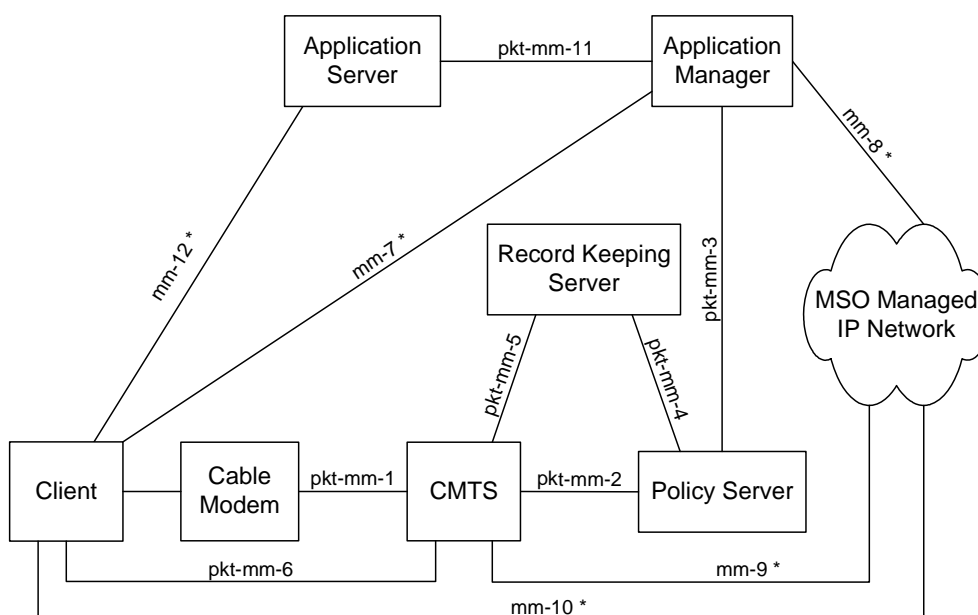 Application
Server
pkt-mm-11
Application
Manager
mm-8 *
mm-12 *
mm-7 *
Record Keeping
Server
pkt-mm-3
MSO Managed
IP Network
pkt-mm-5
pkt-mm-4
Client
Cable
Modem
pkt-mm-1
CMTS
pkt-mm-2
Policy Server
pkt-mm-6
mm-9 *
mm-10 *